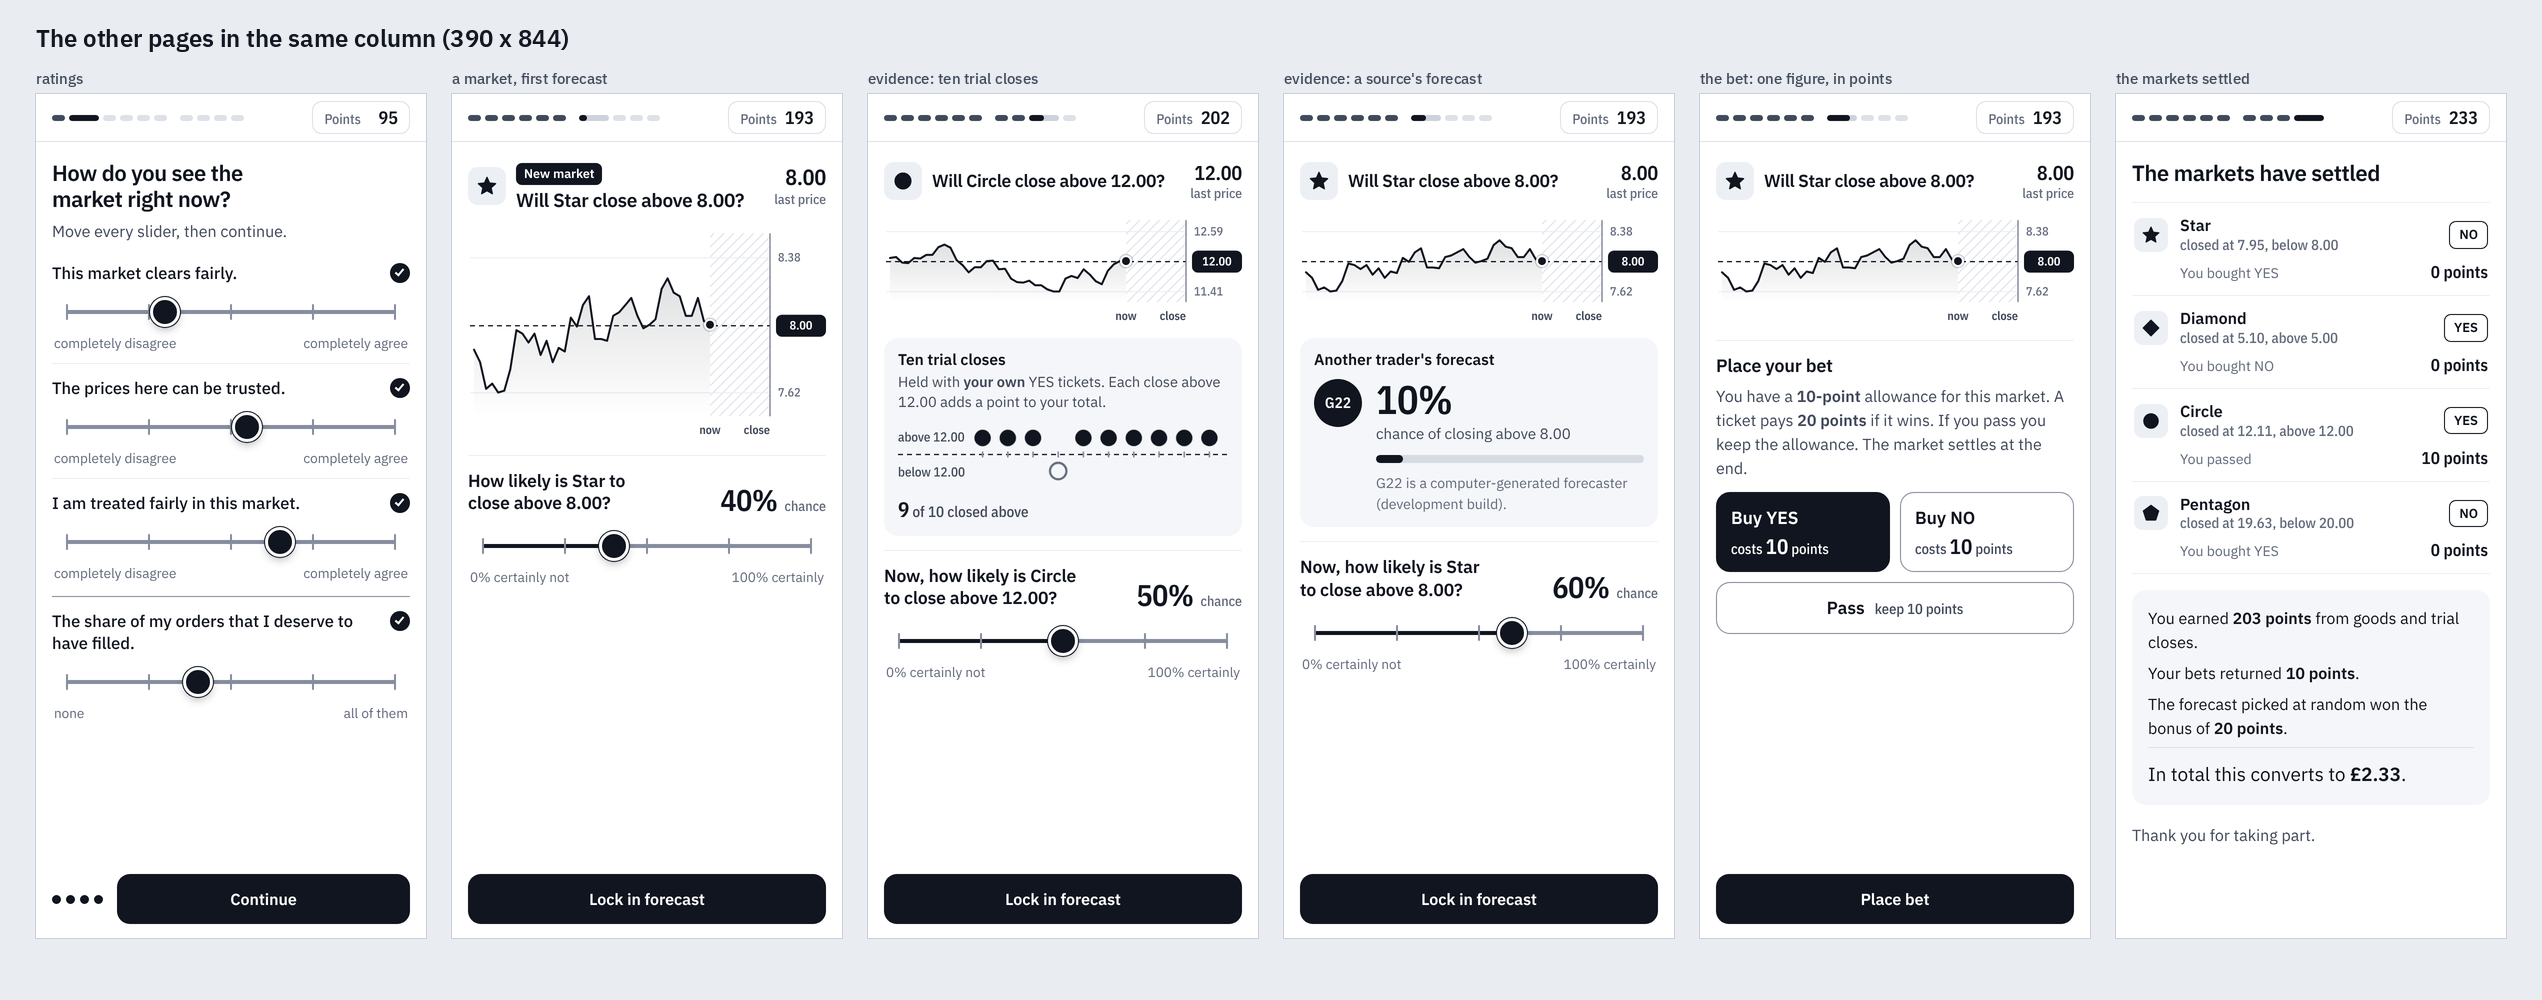 The other pages in the same column (390 x 844)
ratings
Points 95
How do you see the
market right now?
Move every slider, then continue.
This market clears fairly.
completely disagree completely agree
The prices here can be trusted.
completely disagree completely agree
I am treated fairly in this market.
completely disagree completely agree
The share of my orders that I deserve to
have filled.
none all of them
Continue
a market, first forecast
Points 193
New market
Will Star close above 8.00?
8.00
last price
8.38
8.00
7.62
now close
How likely is Star to
close above 8.00?
40% chance
0% certainly not 100% certainly
Lock in forecast
evidence: ten trial closes
Points 202
Will Circle close above 12.00?
12.00
last price
12.59
12.00
11.41
now close
Ten trial closes
Held with your own YES tickets. Each close above
12.00 adds a point to your total.
above 12.00
below 12.00
9 of 10 closed above
Now, how likely is Circle
to close above 12.00?
50% chance
0% certainly not 100% certainly
Lock in forecast
evidence: a source's forecast
Points 193
Will Star close above 8.00?
8.00
last price
8.38
8.00
7.62
now close
Another trader's forecast
G22
10%
chance of closing above 8.00
G22 is a computer-generated forecaster
(development build).
Now, how likely is Star
to close above 8.00?
60% chance
0% certainly not 100% certainly
Lock in forecast
the bet: one figure, in points
Points 193
Will Star close above 8.00?
8.00
last price
8.38
8.00
7.62
now close
Place your bet
You have a 10-point allowance for this market. A
ticket pays 20 points if it wins. If you pass you
keep the allowance. The market settles at the
end.
Buy YES
costs 10 points
Buy NO
costs 10 points
Pass keep 10 points
Place bet
the markets settled
Points 233
The markets have settled
Star
closed at 7.95, below 8.00
NO
You bought YES 0 points
Diamond
closed at 5.10, above 5.00
YES
You bought NO 0 points
Circle
closed at 12.11, above 12.00
YES
You passed 10 points
Pentagon
closed at 19.63, below 20.00
NO
You bought YES 0 points
You earned 203 points from goods and trial
closes.
Your bets returned 10 points.
The forecast picked at random won the
bonus of 20 points.
In total this converts to £2.33.
Thank you for taking part.